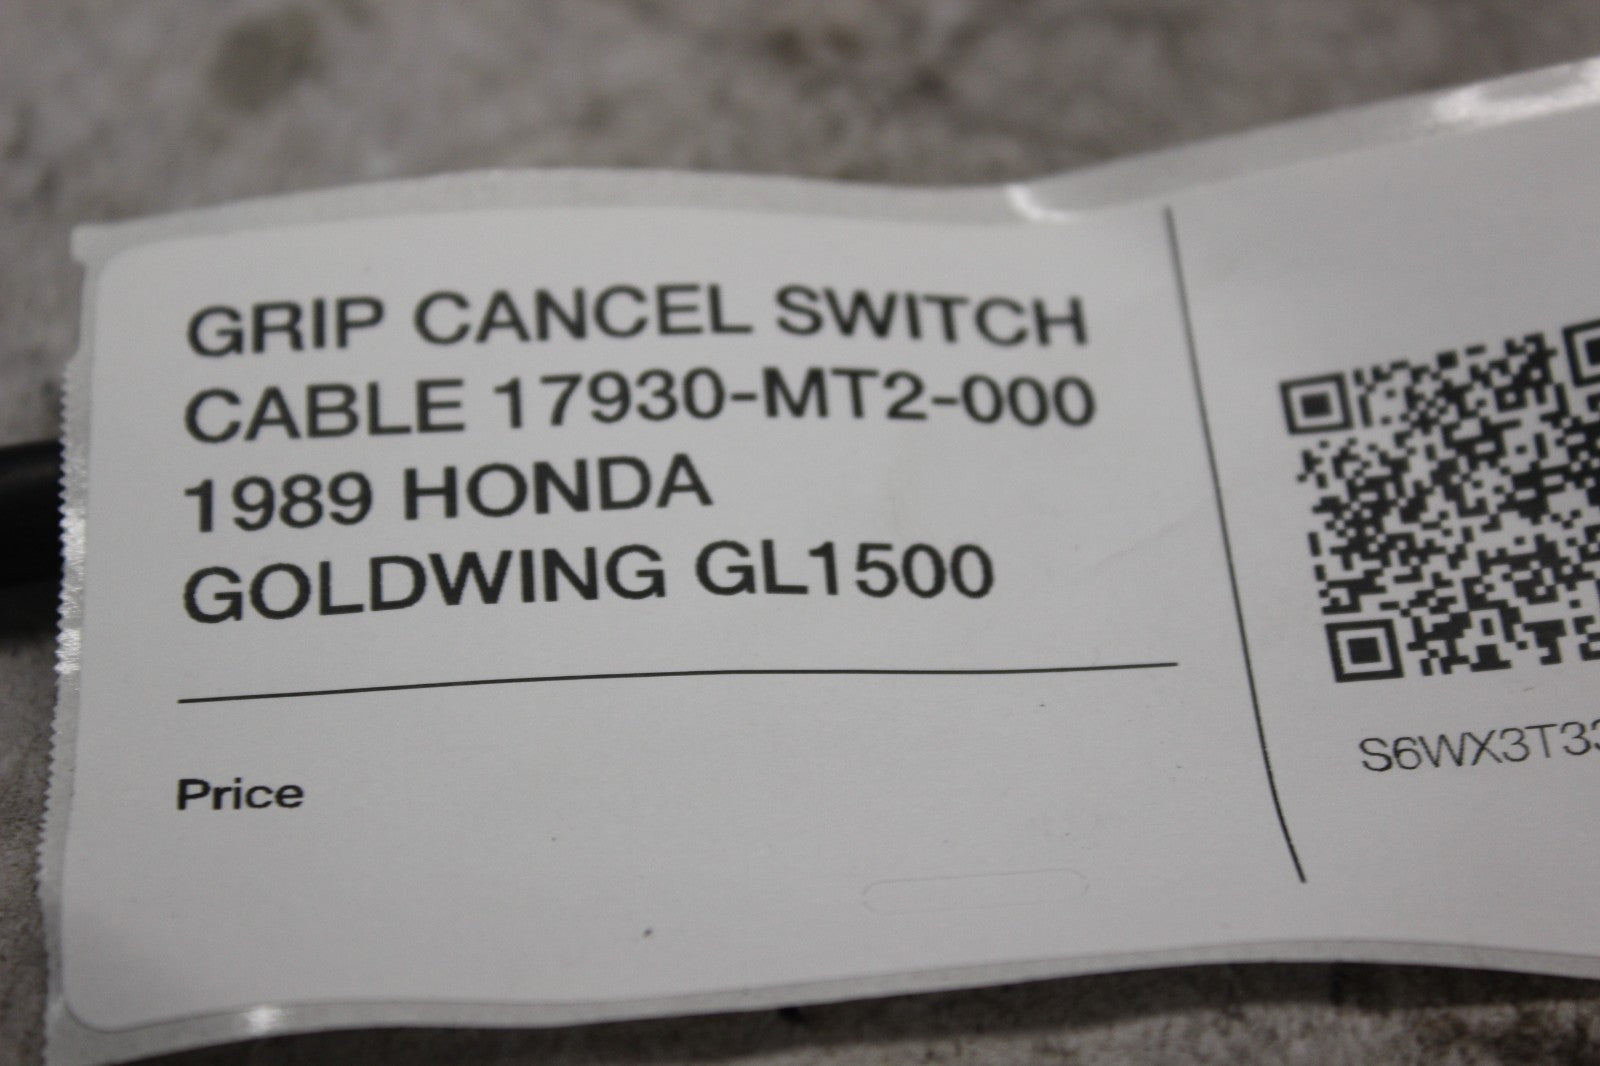 GRIP CANCEL SWITCH
CABLE 17930-MT2-000
1989 HONDA
GOLDWING GL1500
Price